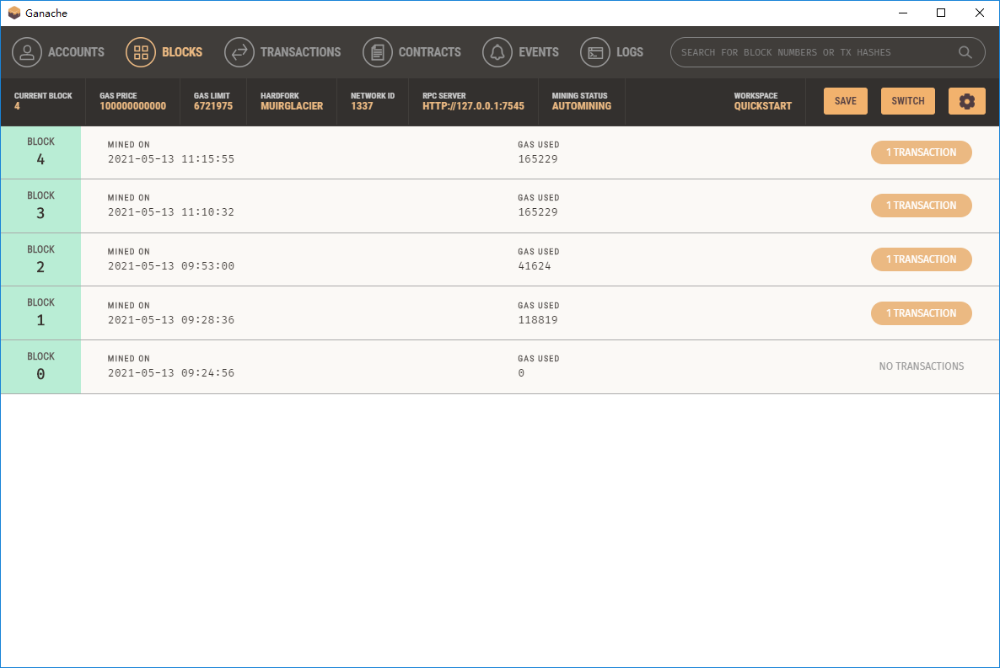 Ganache
ACCOUNTS BLOCKS TRANSACTIONS CONTRACTS EVENTS LOGS SEARCH FOR BLOCK NUMBERS OR TX HASHES
CURRENT BLOCK GAS PRICE GAS LIMIT HARDFORK NETWORK ID RPC SERVER MINING STATUS WORKSPACE
4 100000000000 6721975 MUIRGLACIER 1337 HTTP://127.0.0.1:7545 AUTOMINING QUICKSTART SAVE SWITCH
BLOCK MINED ON GAS USED
4 2021-05-13 11:15:55 165229 1 TRANSACTION
BLOCK MINED ON GAS USED
3 2021-05-13 11:10:32 165229 1 TRANSACTION
BLOCK MINED ON GAS USED
2 2021-05-13 09:53:00 41624 1 TRANSACTION
BLOCK MINED ON GAS USED
1 2021-05-13 09:28:36 118819 1 TRANSACTION
BLOCK MINED ON GAS USED
0 2021-05-13 09:24:56 0 NO TRANSACTIONS